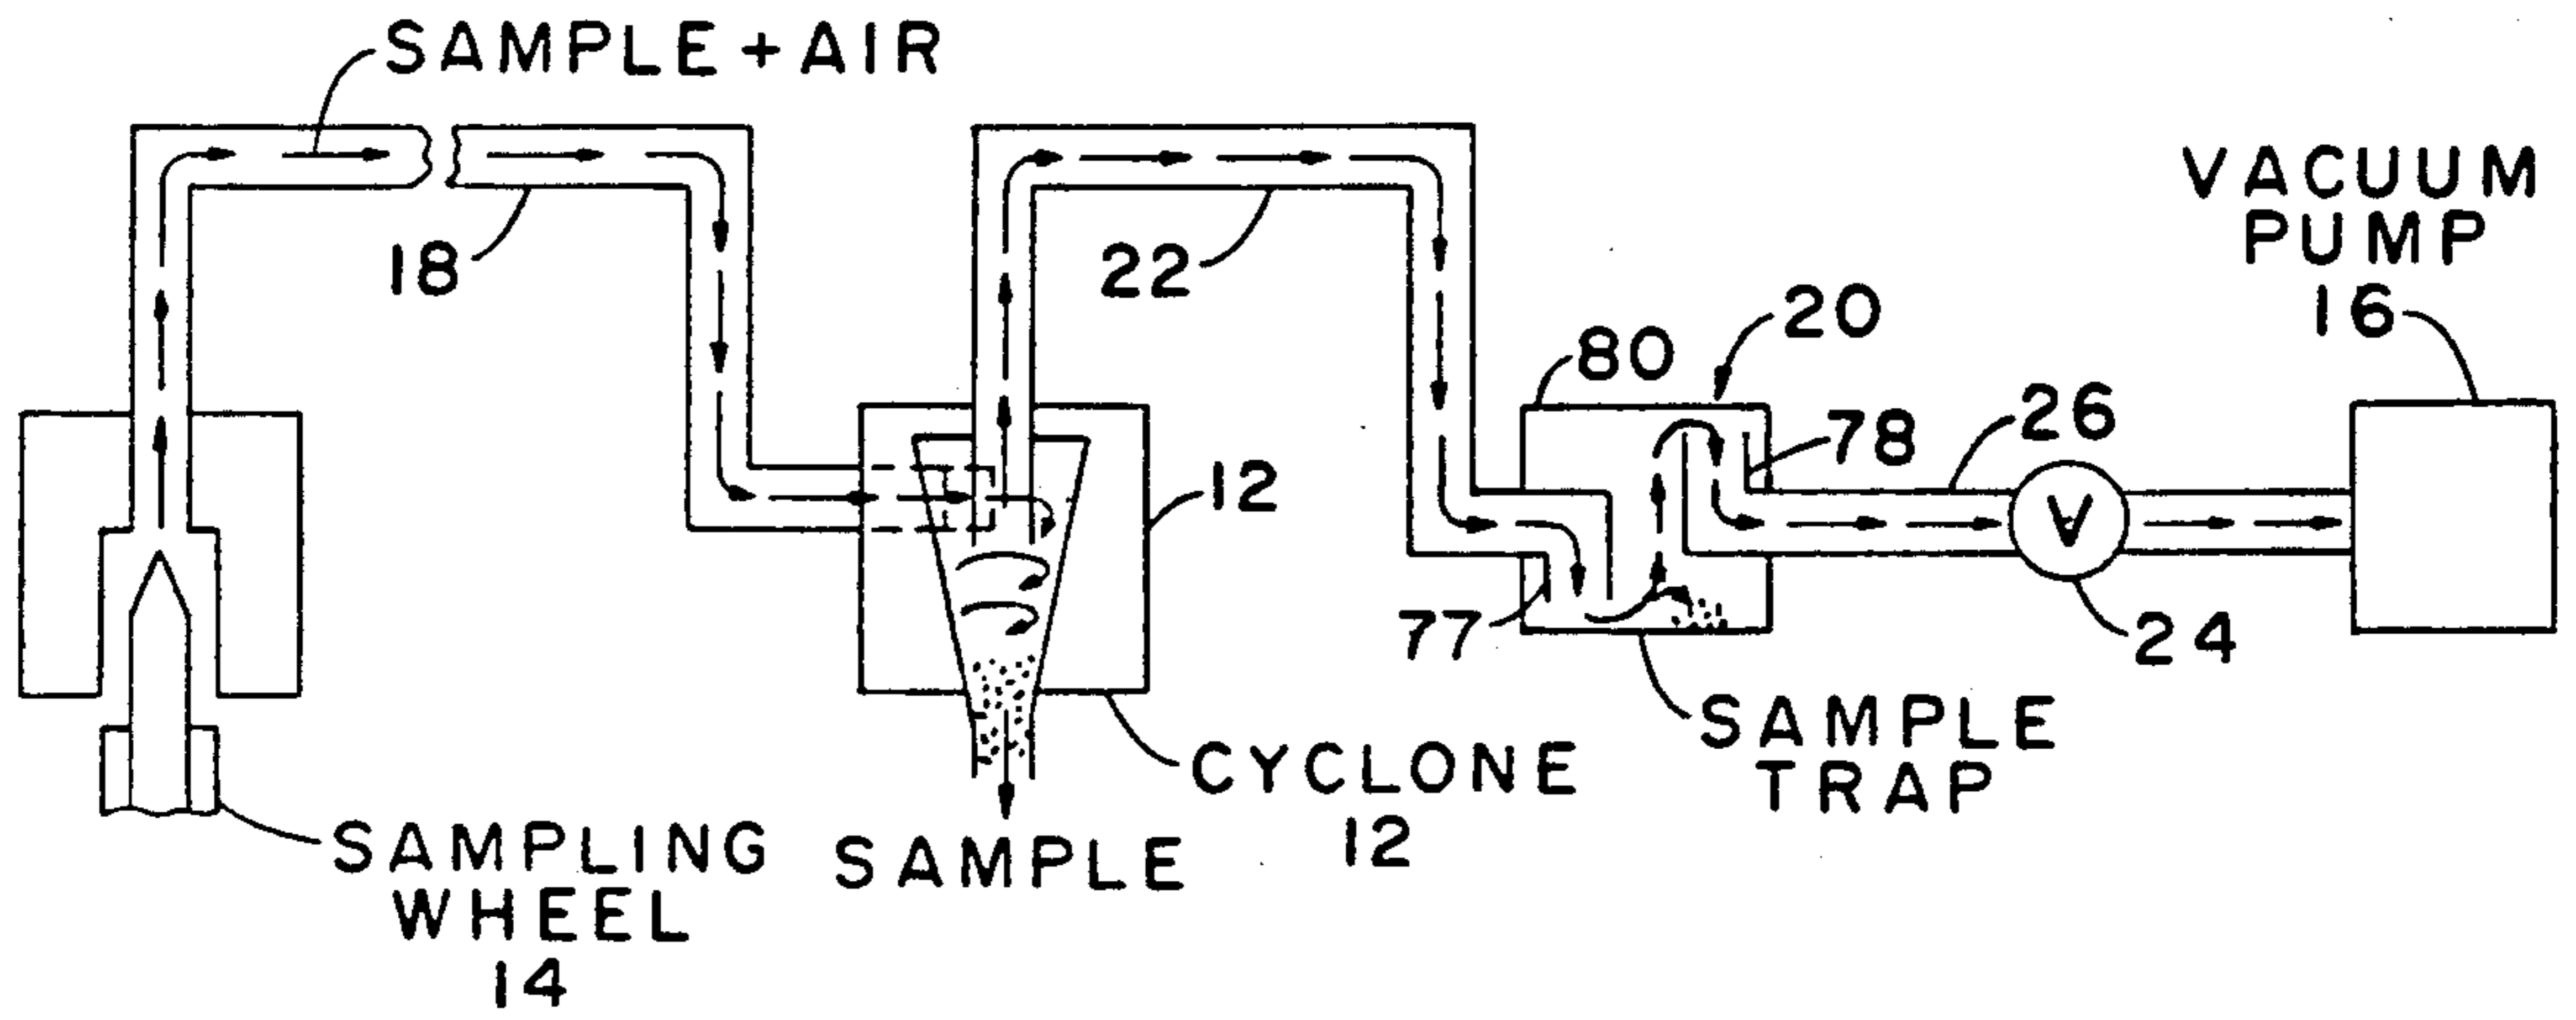 SAMPLE + AIR
18
22
VACUUM
PUMP
16
20
80
78
26
12
77
24
SAMPLE
TRAP
CYCLONE
12
SAMPLE
SAMPLING
WHEEL
14
V